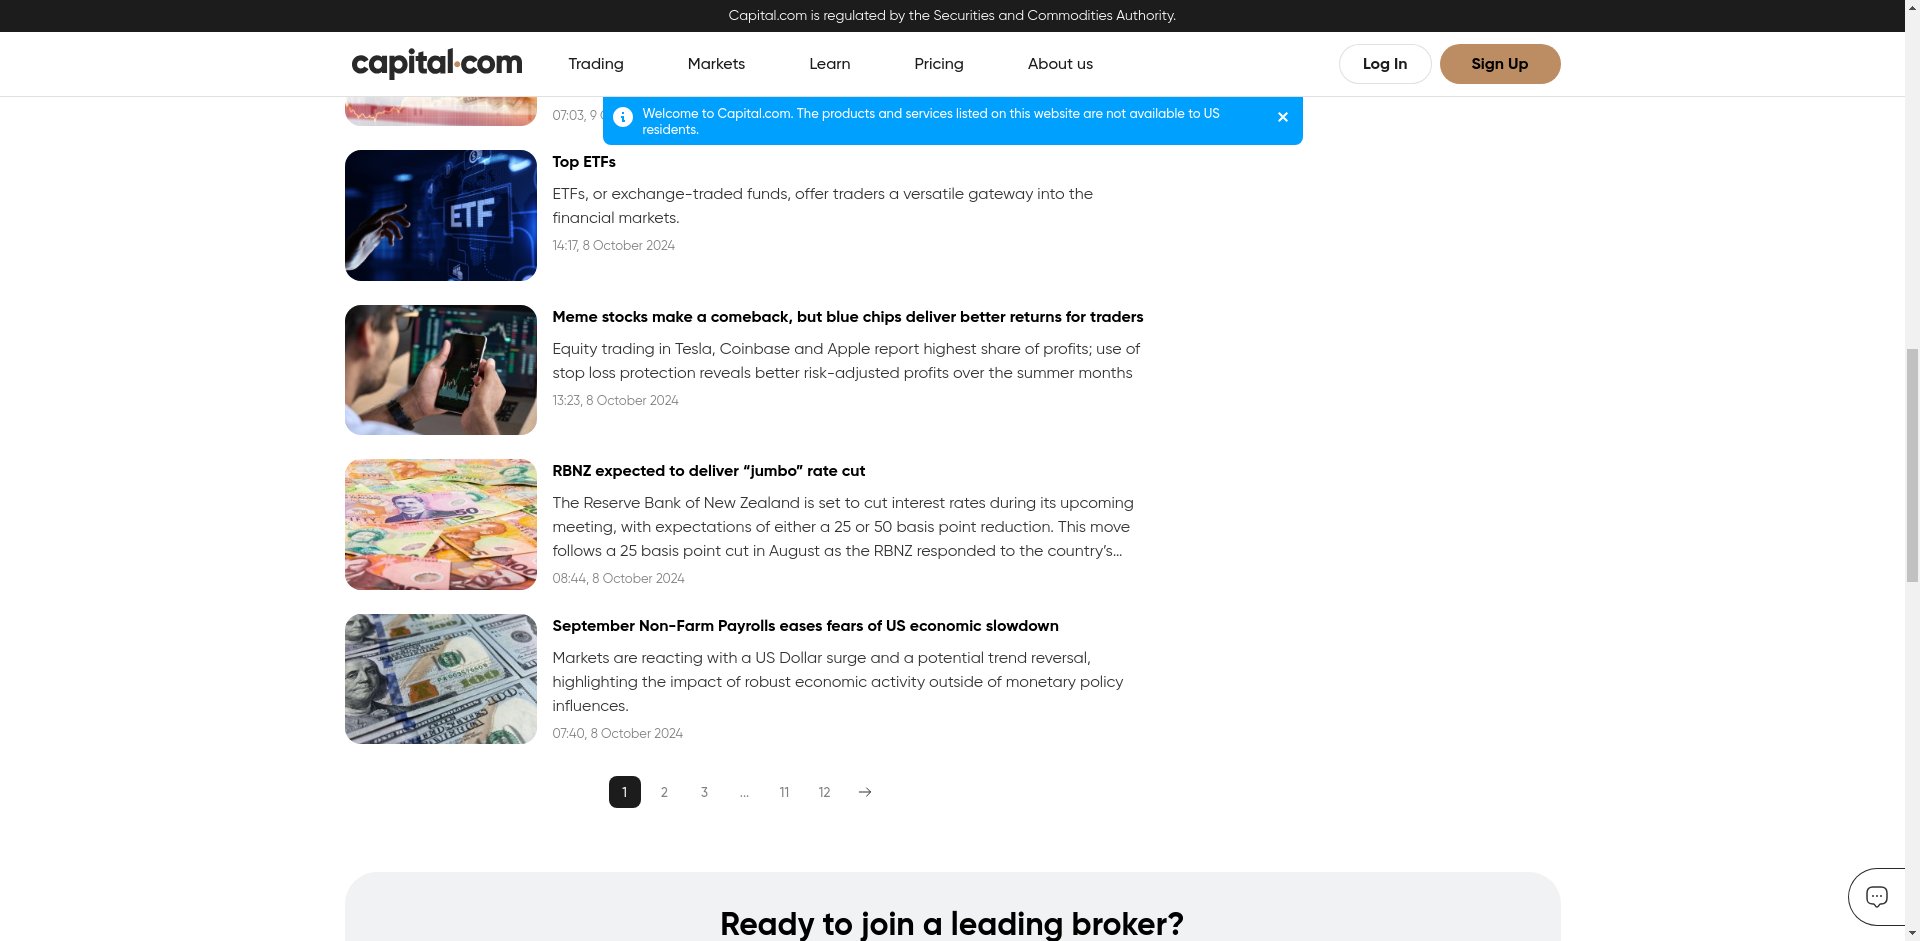 Capital.com is regulated by the Securities and Commodities Authority.
capital.com
Trading
Markets
Learn
Pricing
About us
Log In
Sign Up
Welcome to Capital.com. The products and services listed on this website are not available to US
residents.
07:03, 9
Top ETFs
ETFs, or exchange-traded funds, offer traders a versatile gateway into the
financial markets.
14:17, 8 October 2024
ETF
Meme stocks make a comeback, but blue chips deliver better returns for traders
Equity trading in Tesla, Coinbase and Apple report highest share of profits; use of
stop loss protection reveals better risk-adjusted profits over the summer months
13:23, 8 October 2024
RBNZ expected to deliver “jumbo” rate cut
The Reserve Bank of New Zealand is set to cut interest rates during its upcoming
meeting, with expectations of either a 25 or 50 basis point reduction. This move
follows a 25 basis point cut in August as the RBNZ responded to the country’s...
08:44, 8 October 2024
September Non-Farm Payrolls eases fears of US economic slowdown
Markets are reacting with a US Dollar surge and a potential trend reversal,
highlighting the impact of robust economic activity outside of monetary policy
influences.
07:40, 8 October 2024
1 2 3 ... 11 12 →
Ready to join a leading broker?